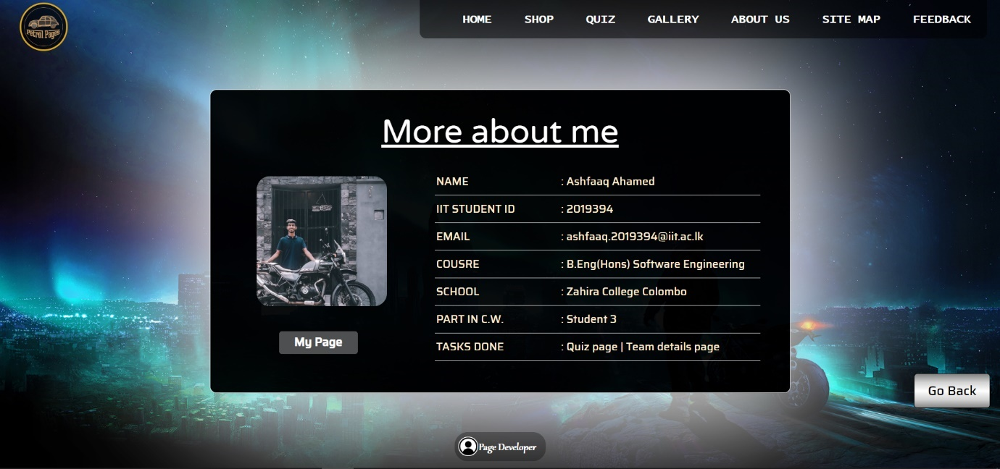 Petrol Pages
HOME SHOP QUIZ GALLERY ABOUT US SITE MAP FEEDBACK
More about me
NAME : Ashfaaq Ahamed
IIT STUDENT ID : 2019394
EMAIL : ashfaaq.2019394@iit.ac.lk
COUSRE : B.Eng(Hons) Software Engineering
SCHOOL : Zahira College Colombo
PART IN C.W. : Student 3
TASKS DONE : Quiz page | Team details page
My Page
Go Back
Page Developer